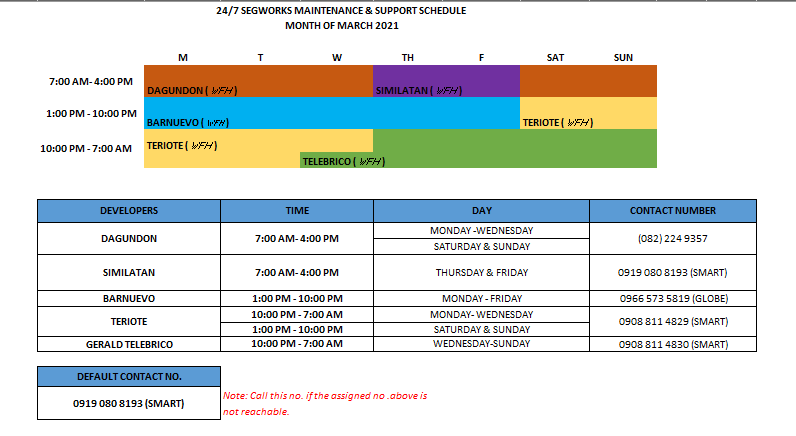 24/7 SEGWORKS MAINTENANCE & SUPPORT SCHEDULE
MONTH OF MARCH 2021
M T W TH F SAT SUN
7:00 AM- 4:00 PM
DAGUNDON ( WFH ) SIMILATAN ( WFH )
1:00 PM - 10:00 PM
BARNUEVO ( WFH ) TERIOTE ( WFH )
10:00 PM - 7:00 AM
TERIOTE ( WFH )
TELEBRICO ( WFH )
DEVELOPERS TIME DAY CONTACT NUMBER
DAGUNDON 7:00 AM- 4:00 PM MONDAY -WEDNESDAY (082) 224 9357
SATURDAY & SUNDAY
SIMILATAN 7:00 AM- 4:00 PM THURSDAY & FRIDAY 0919 080 8193 (SMART)
BARNUEVO 1:00 PM - 10:00 PM MONDAY - FRIDAY 0966 573 5819 (GLOBE)
TERIOTE 10:00 PM - 7:00 AM MONDAY- WEDNESDAY 0908 811 4829 (SMART)
1:00 PM - 10:00 PM SATURDAY & SUNDAY
GERALD TELEBRICO 10:00 PM - 7:00 AM WEDNESDAY-SUNDAY 0908 811 4830 (SMART)
DEFAULT CONTACT NO.
0919 080 8193 (SMART)
Note: Call this no. if the assigned no .above is
not reachable.